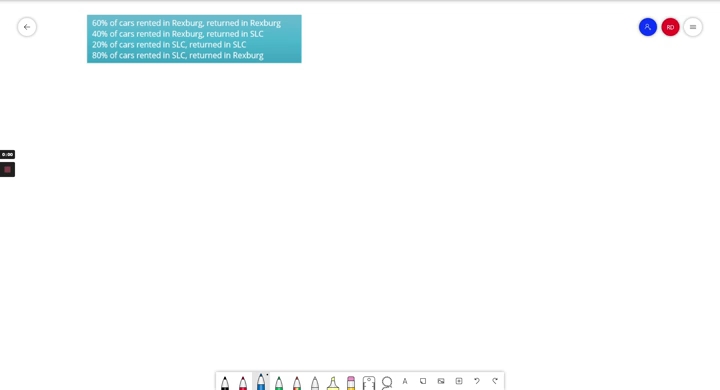 60% of cars rented in Rexburg, returned in Rexburg
40% of cars rented in Rexburg, returned in SLC
20% of cars rented in SLC, returned in SLC
80% of cars rented in SLC, returned in Rexburg
RD
0:00
A